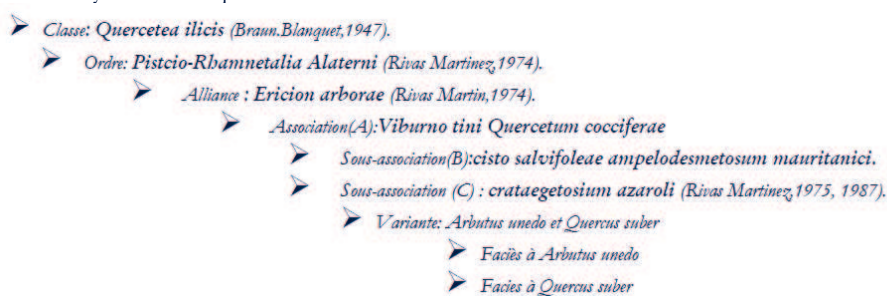 Classe: Quercetea ilicis (Braun.Blanquet,1947).
Ordre: Pistcio-Rhamnetalia Alaterni (Rivas Martinez,1974).
Alliance : Ericion arborae (Rivas Martin,1974).
Association(A):Viburno tini Quercetum cocciferae
Sous-association(B):cisto salvifoleae ampelodesmetosum mauritanici.
Sous-association (C) : crataegetosium azaroli (Rivas Martinez,1975, 1987).
Variante: Arbutus unedo et Quercus suber
Faciès à Arbutus unedo
Facies à Quercus suber